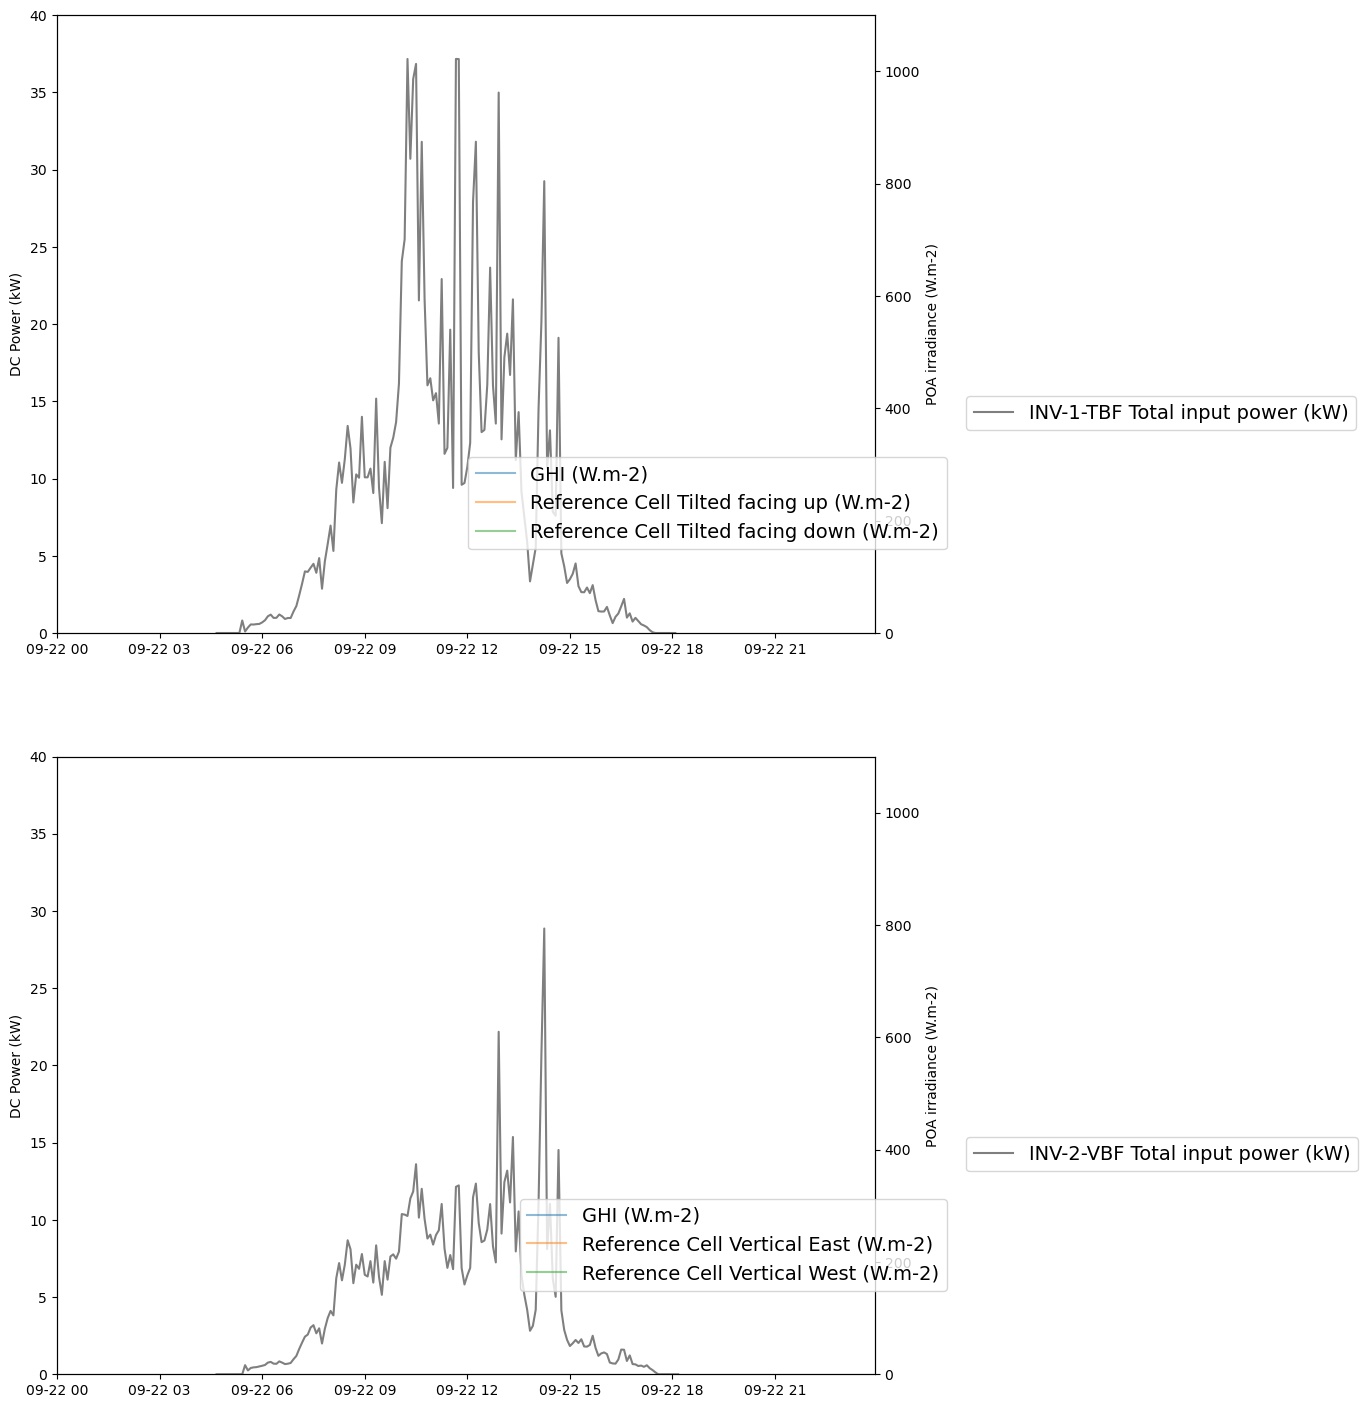 40
35
30
25
20
15
10
5
0
DC Power (kW)
1000
800
600
400
200
0
POA irradiance (W.m-2)
INV-1-TBF Total input power (kW)
GHI (W.m-2)
Reference Cell Tilted facing up (W.m-2)
Reference Cell Tilted facing down (W.m-2)
09-22 00 09-22 03 09-22 06 09-22 09 09-22 12 09-22 15 09-22 18 09-22 21
40
35
30
25
20
15
10
5
0
DC Power (kW)
1000
800
600
400
200
0
POA irradiance (W.m-2)
INV-2-VBF Total input power (kW)
GHI (W.m-2)
Reference Cell Vertical East (W.m-2)
Reference Cell Vertical West (W.m-2)
09-22 00 09-22 03 09-22 06 09-22 09 09-22 12 09-22 15 09-22 18 09-22 21